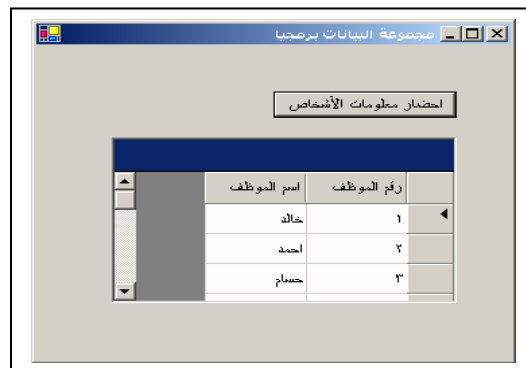 مجموعة البيانات برمجيا
احضار معلومات الأشخاص
رقم الموظف اسم الموظف
١ خالد
٢ احمد
٣ حسام